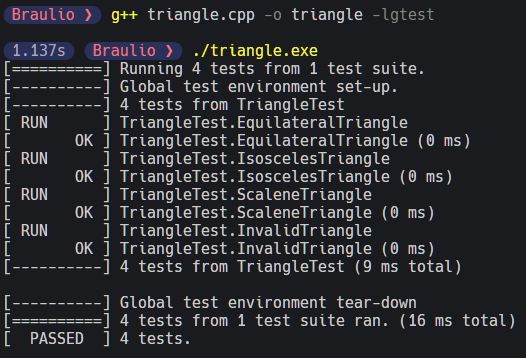 Braulio ❯ g++ triangle.cpp -o triangle -lgtest
1.137s Braulio ❯ ./triangle.exe
[==========] Running 4 tests from 1 test suite.
[----------] Global test environment set-up.
[----------] 4 tests from TriangleTest
[ RUN      ] TriangleTest.EquilateralTriangle
[       OK ] TriangleTest.EquilateralTriangle (0 ms)
[ RUN      ] TriangleTest.IsoscelesTriangle
[       OK ] TriangleTest.IsoscelesTriangle (0 ms)
[ RUN      ] TriangleTest.ScaleneTriangle
[       OK ] TriangleTest.ScaleneTriangle (0 ms)
[ RUN      ] TriangleTest.InvalidTriangle
[       OK ] TriangleTest.InvalidTriangle (0 ms)
[----------] 4 tests from TriangleTest (9 ms total)
[----------] Global test environment tear-down
[==========] 4 tests from 1 test suite ran. (16 ms total)
[  PASSED  ] 4 tests.